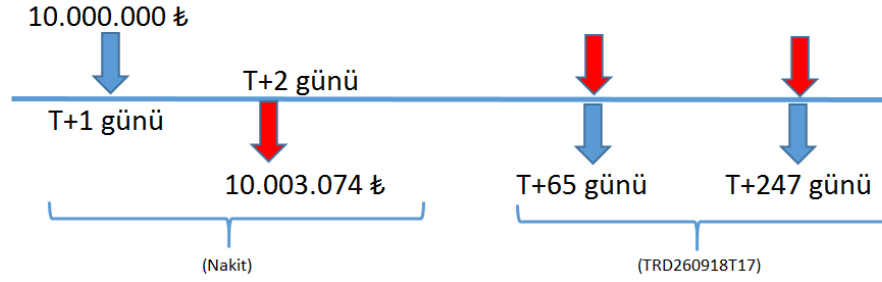 10.000.000 ₺
T+2 günü
T+1 günü
10.003.074 ₺
T+65 günü
T+247 günü
(Nakit)
(TRD260918T17)